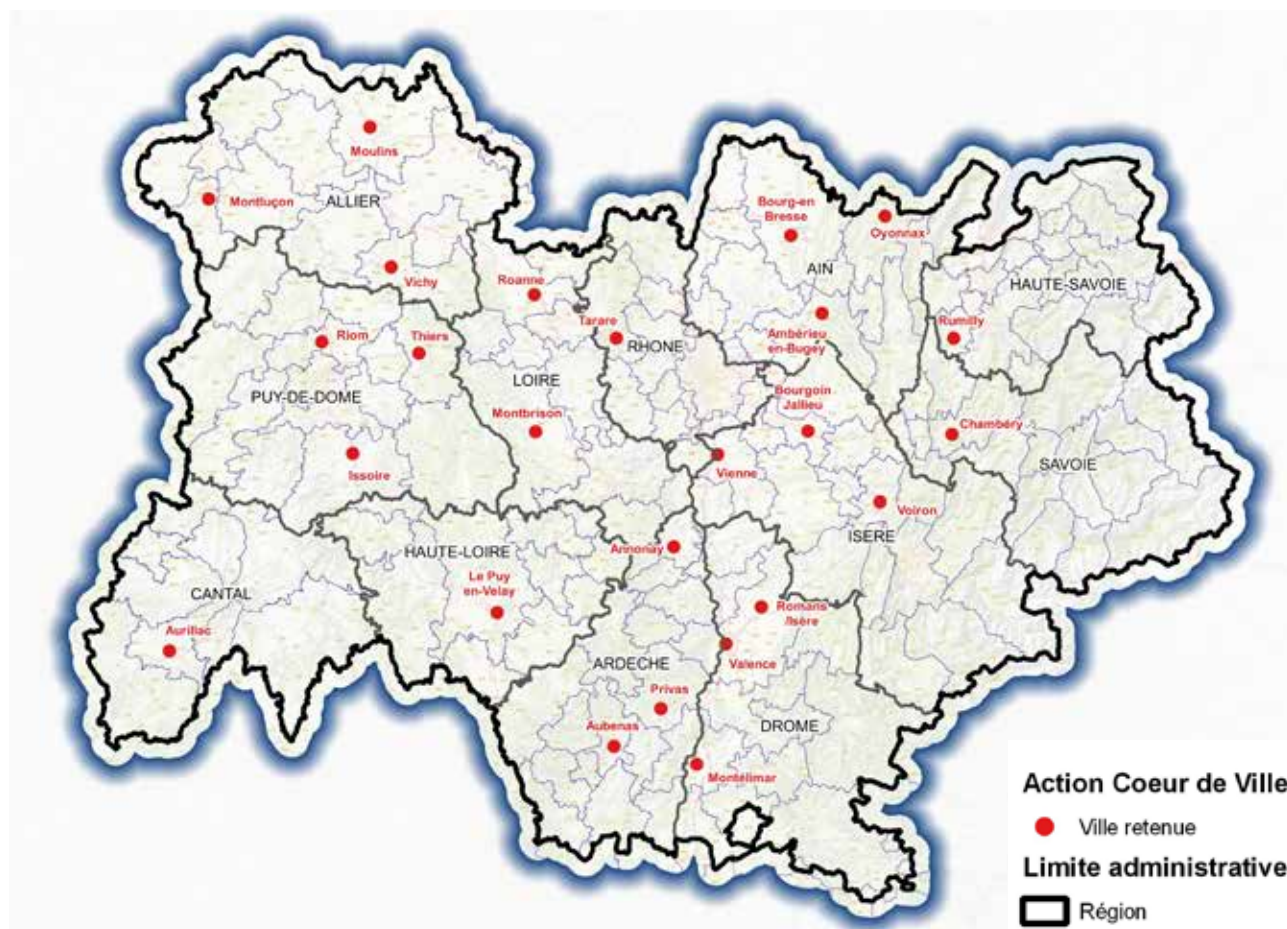 Moulins
Montluçon
ALLIER
Bourg-en
Bresse
Oyonnax
Vichy
Roanne
AIN
HAUTE-SAVOIE
Riom
Thiers
Tarare
RHONE
Ambérieu
en-Bugey
Rumilly
LOIRE
PUY-DE-DOME
Bourgoin
Jallieu
Montbrison
Chambéry
Issoire
Vienne
SAVOIE
Voiron
ISERE
HAUTE-LOIRE
Annonay
Le Puy
en-Velay
CANTAL
Romans
/Isère
Aurillac
Valence
ARDECHE
Privas
Aubenas
DROME
Montélimar
Action Coeur de Ville
Ville retenue
Limite administrative
Région